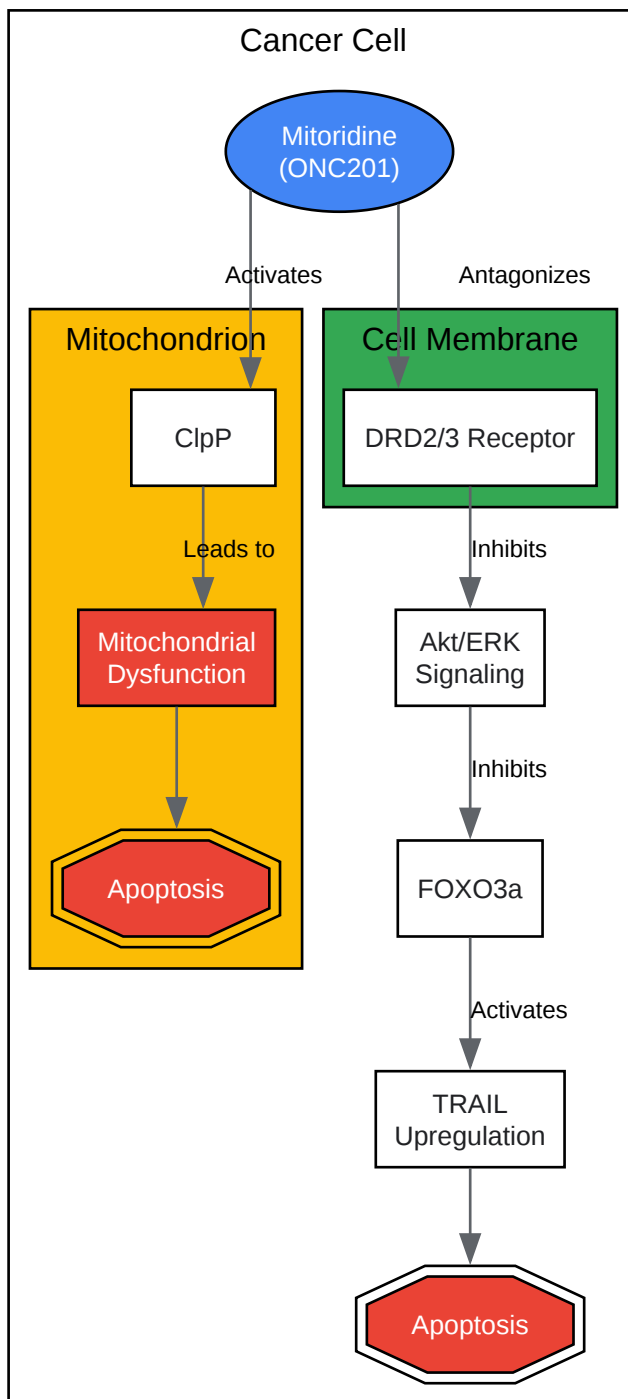 Cancer Cell
Mitoridine
(ONC201)
Activates
Antagonizes
Mitochondrion
Cell Membrane
ClpP
DRD2/3 Receptor
Leads to
Inhibits
Mitochondrial
Dysfunction
Akt/ERK
Signaling
Inhibits
Apoptosis
FOXO3a
Activates
TRAIL
Upregulation
Apoptosis